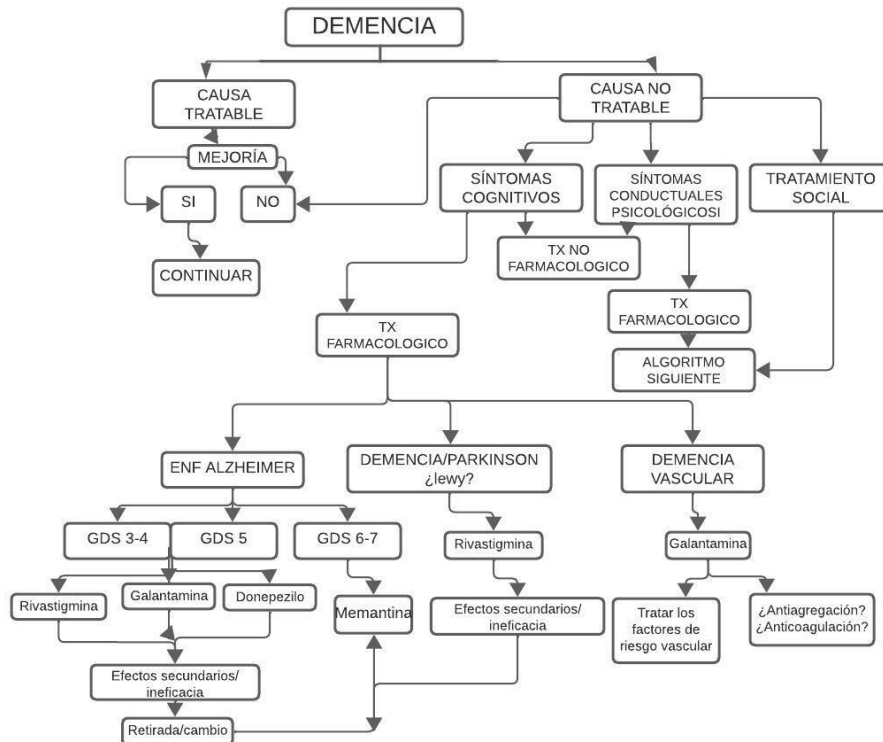 DEMENCIA
CAUSA
TRATABLE
CAUSA NO
TRATABLE
MEJORÍA
SI
NO
CONTINUAR
SÍNTOMAS
COGNITIVOS
SÍNTOMAS
CONDUCTUALES
PSICOLÓGICOSI
TRATAMIENTO
SOCIAL
TX NO
FARMACOLOGICO
TX
FARMACOLOGICO
TX
FARMACOLOGICO
ALGORITMO
SIGUIENTE
ENF ALZHEIMER
DEMENCIA/PARKINSON
¿lewy?
DEMENCIA
VASCULAR
GDS 3-4
GDS 5
GDS 6-7
Rivastigmina
Galantamina
Rivastigmina
Galantamina
Donepezilo
Memantina
Efectos secundarios/
ineficacia
Tratar los
factores de
riesgo vascular
¿Antiagregación?
¿Anticoagulación?
Efectos secundarios/
ineficacia
Retirada/cambio